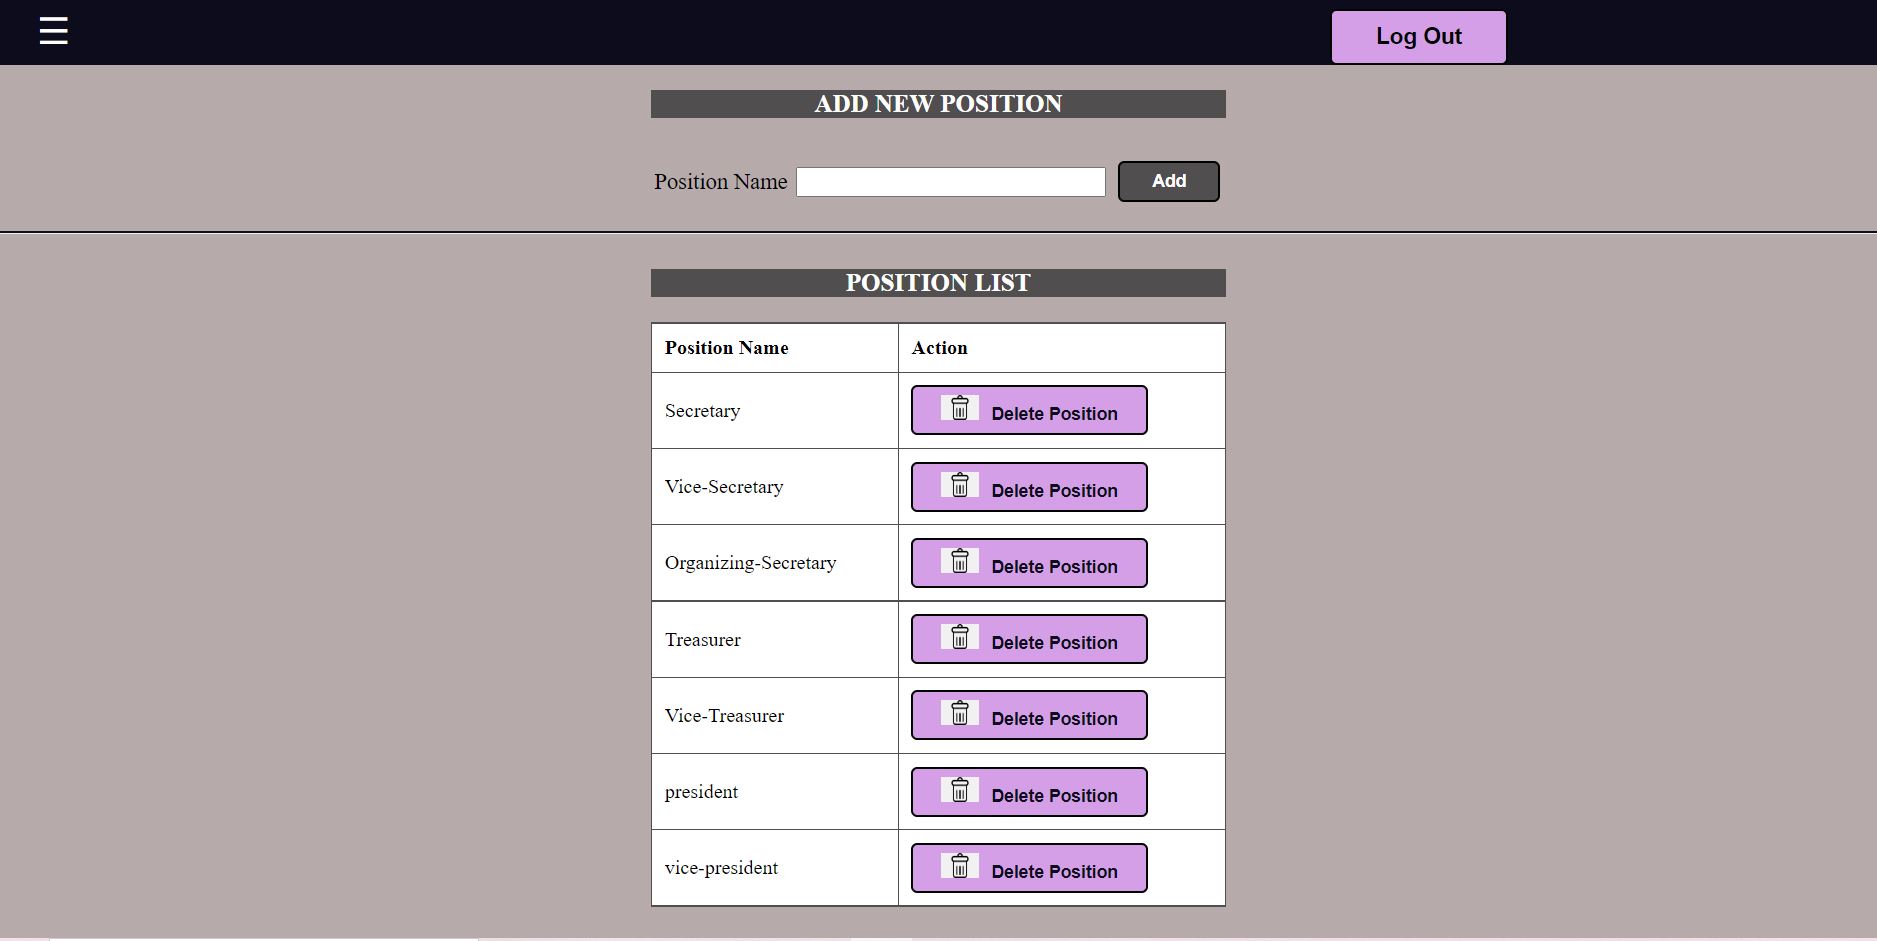 ☰ Log Out
ADD NEW POSITION
Position Name Add
POSITION LIST
Position Name Action
Secretary Delete Position
Vice-Secretary Delete Position
Organizing-Secretary Delete Position
Treasurer Delete Position
Vice-Treasurer Delete Position
president Delete Position
vice-president Delete Position